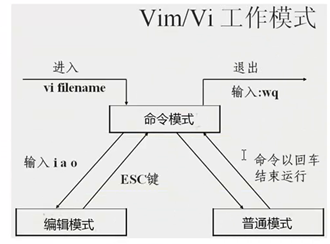 Vim/Vi 工作模式
进入
vi filename
退出
输入:wq
命令模式
输入 i a o
ESC键
命令以回车
结束运行
编辑模式
普通模式